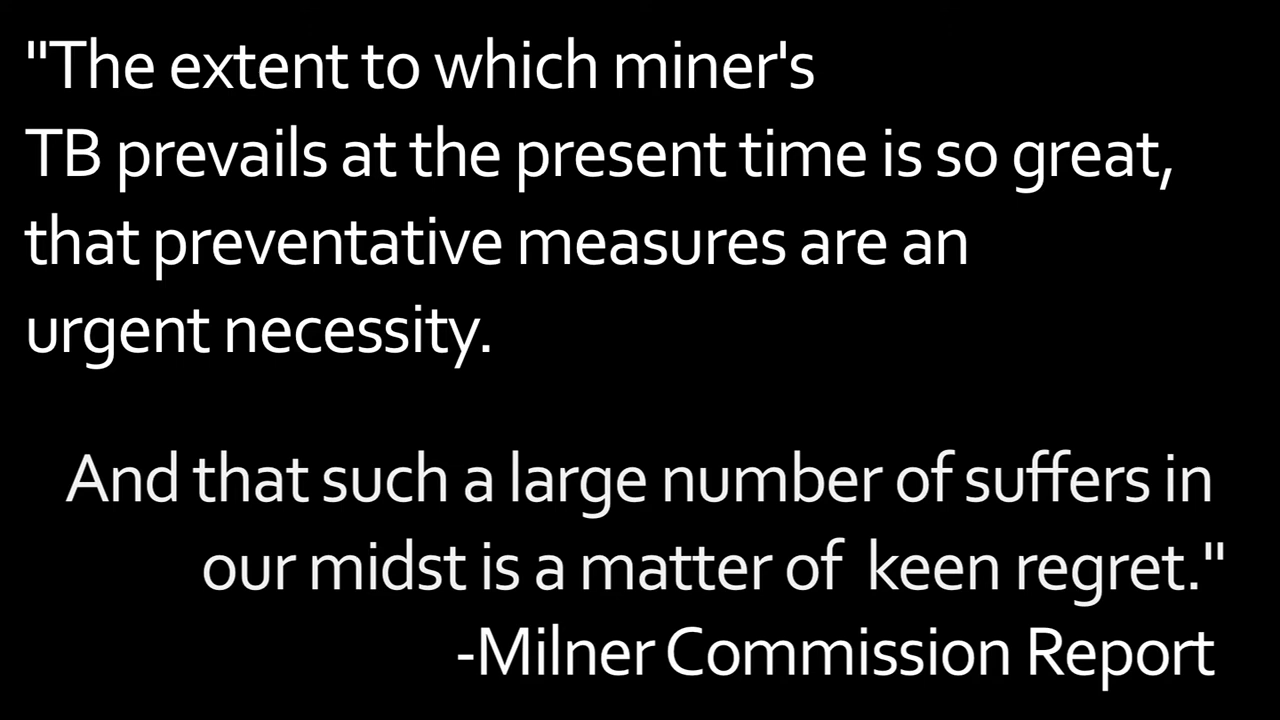 "The extent to which miner's
TB prevails at the present time is so great,
that preventative measures are an
urgent necessity.
And that such a large number of suffers in
our midst is a matter of keen regret."
-Milner Commission Report